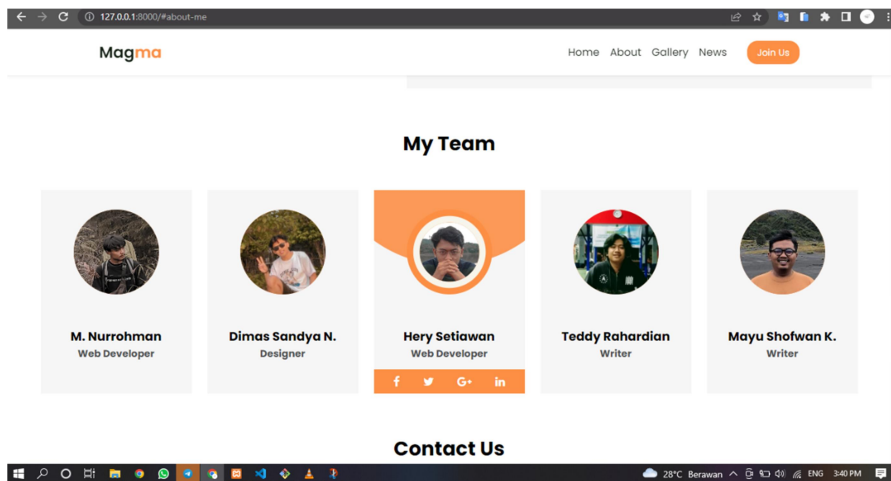 127.0.0.1:8000/#about-me
Magma
Home About Gallery News Join Us
My Team
M. Nurrohman
Web Developer
Dimas Sandya N.
Designer
Hery Setiawan
Web Developer
f G+ in
Teddy Rahardian
Writer
Mayu Shofwan K.
Writer
Contact Us
28°C Berawan ENG 3:40 PM